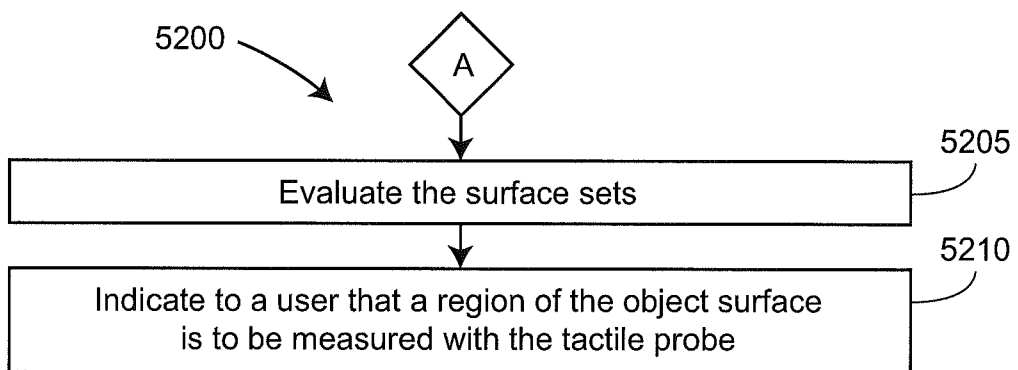 5200
A
5205
Evaluate the surface sets
5210
Indicate to a user that a region of the object surface
is to be measured with the tactile probe